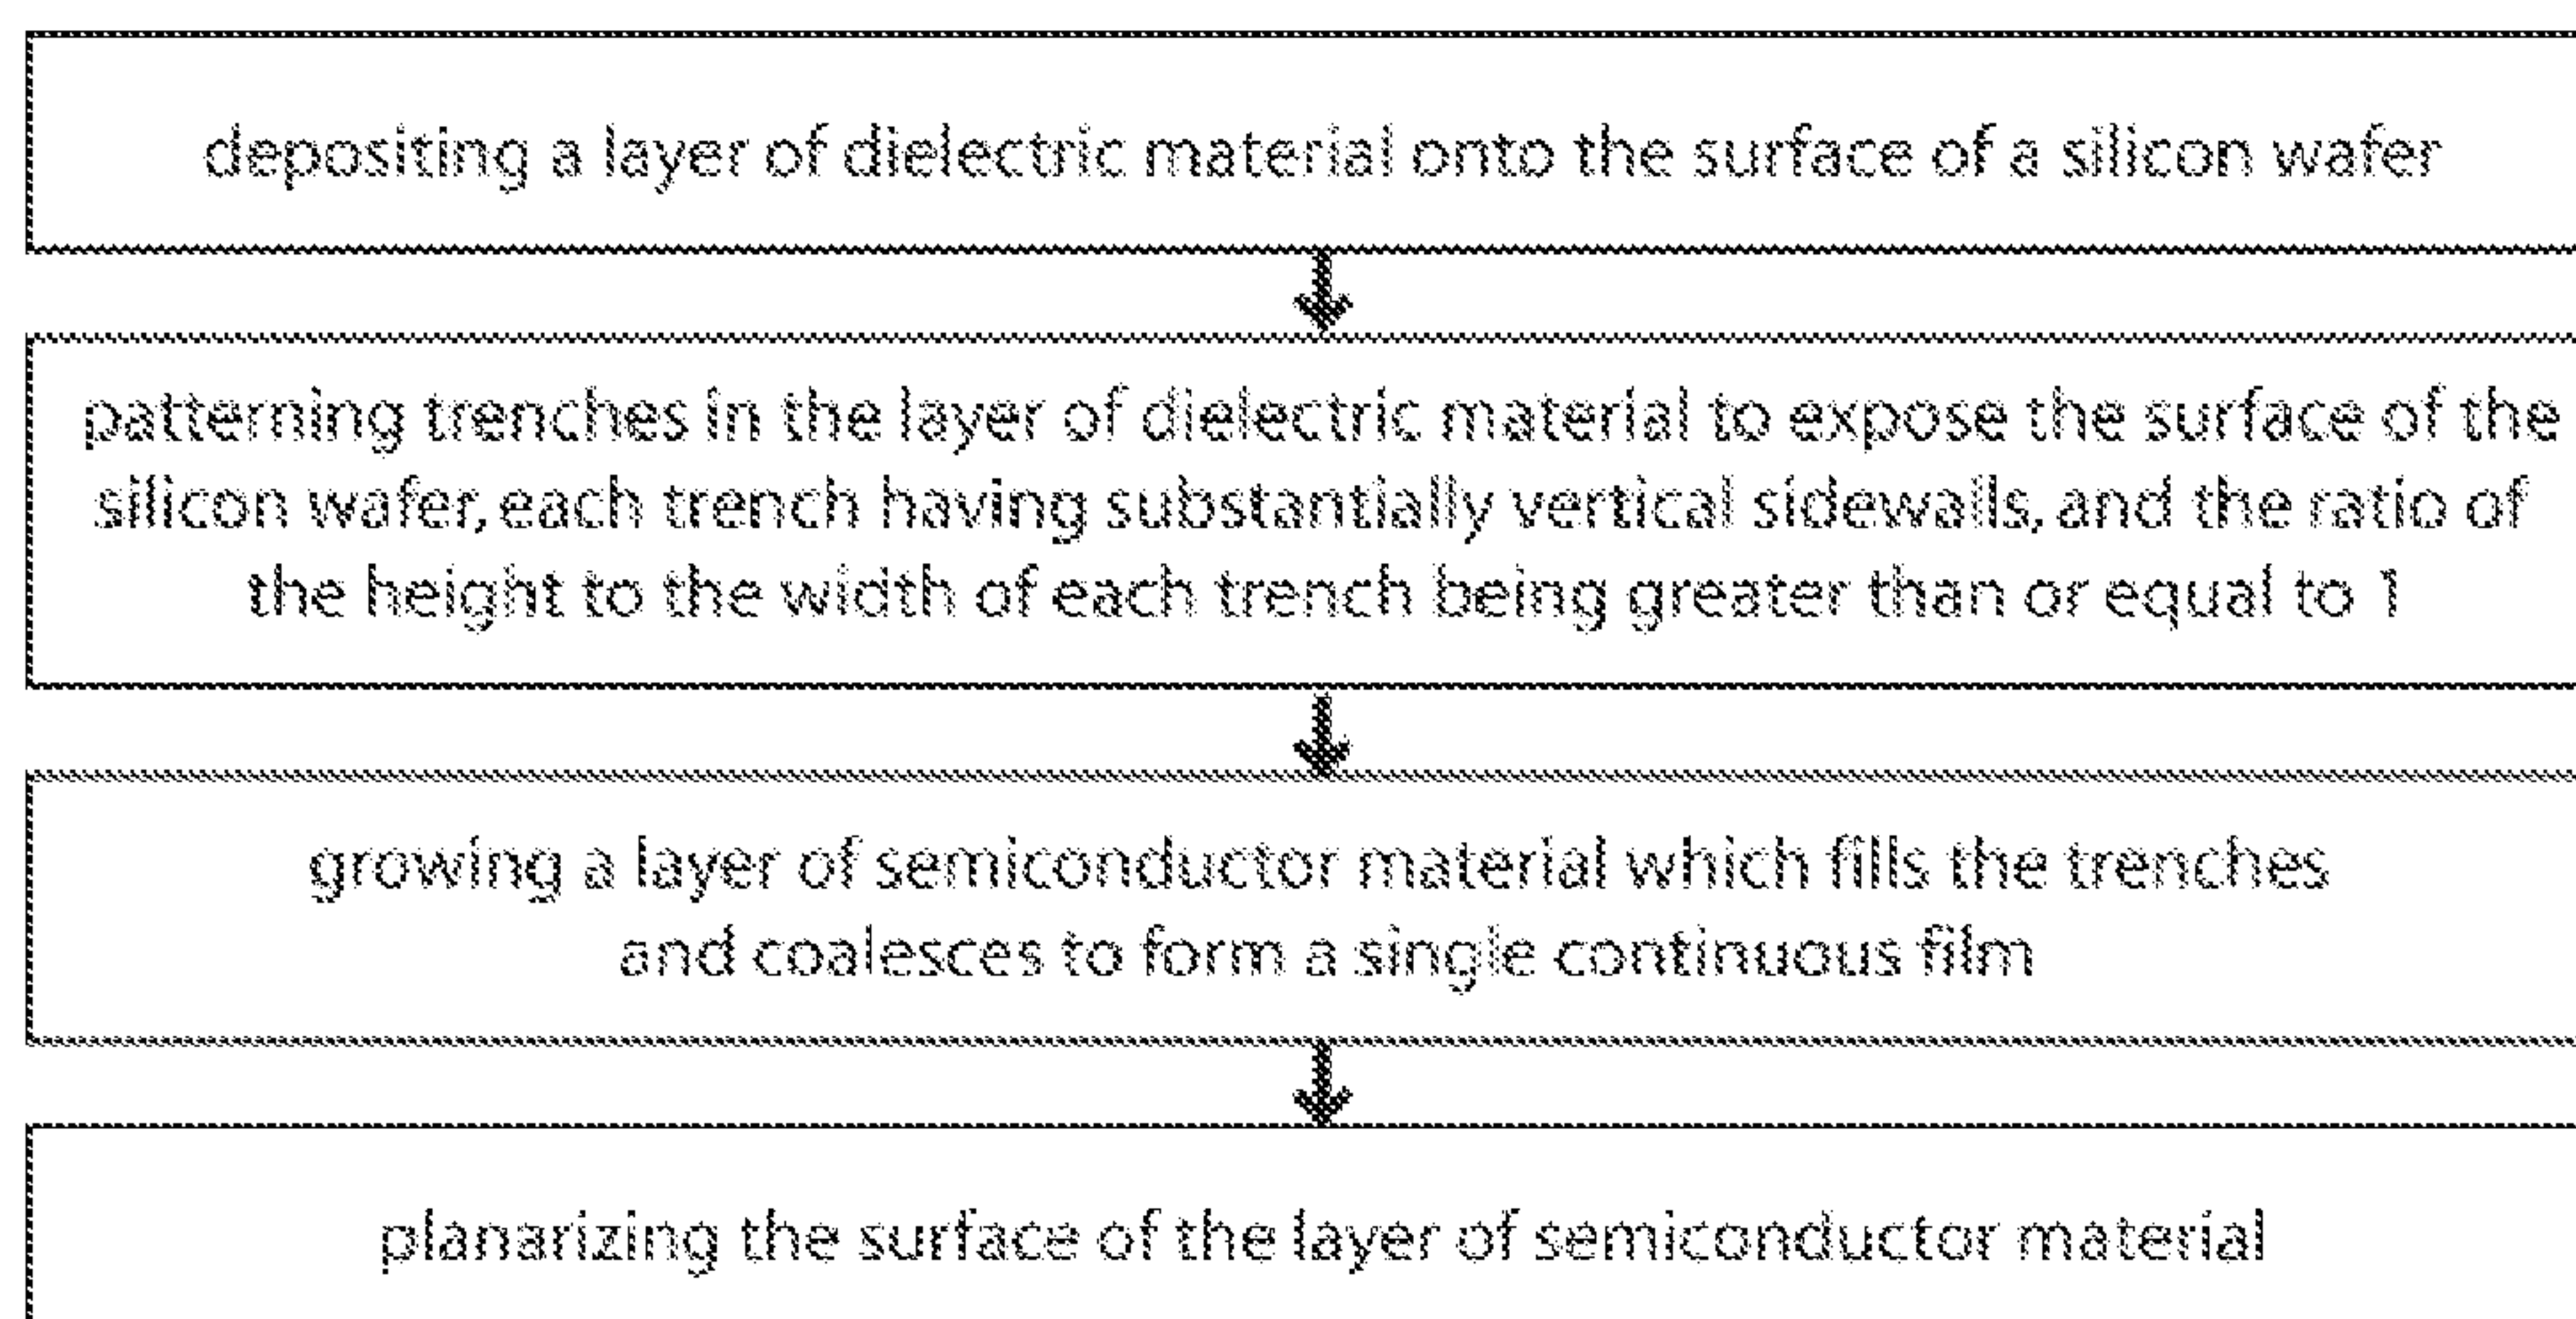 depositing a layer of dielectric material onto the surface of a silicon wafer
patterning trenches in the layer of dielectric material to expose the surface of the
silicon wafer, each trench having substantially vertical sidewalls, and the ratio of
the height to the width of each trench being greater than or equal to 1
growing a layer of semiconductor material which fills the trenches
and coalesces to form a single continuous film
planarizing the surface of the layer of semiconductor material